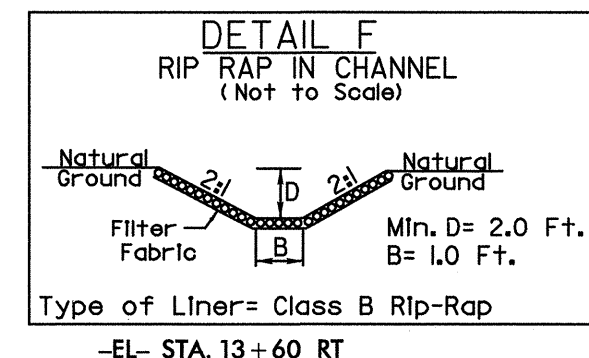 DETAIL F
RIP RAP IN CHANNEL
(Not to Scale)
Natural
Ground
2:1
D
2:1
Natural
Ground
Filter
Fabric
B
Min. D= 2.0 Ft.
B= 1.0 Ft.
Type of Liner= Class B Rip-Rap
-EL- STA. 13+60 RT